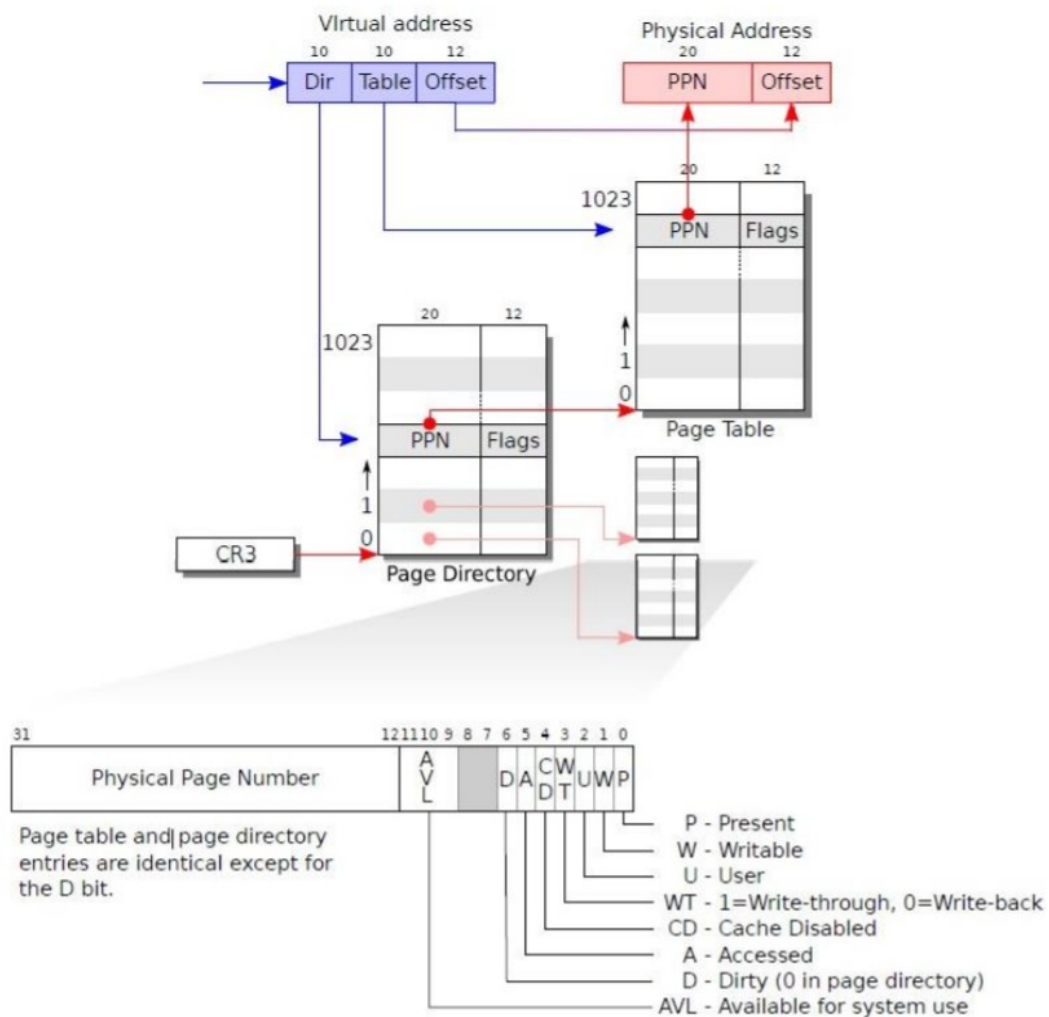 VIrtual address
Physical Address
10 10 12
20 12
Dir Table Offset
PPN Offset
20 12
1023
PPN Flags
1
0
Page Table
20 12
1023
PPN Flags
1
0
CR3
Page Directory
31 12 11 10 9 8 7 6 5 4 3 2 1 0
Physical Page Number AVL D A CD WT U W P
Page table and page directory
entries are identical except for
the D bit.
P - Present
W - Writable
U - User
WT - 1=Write-through, 0=Write-back
CD - Cache Disabled
A - Accessed
D - Dirty (0 in page directory)
AVL - Available for system use